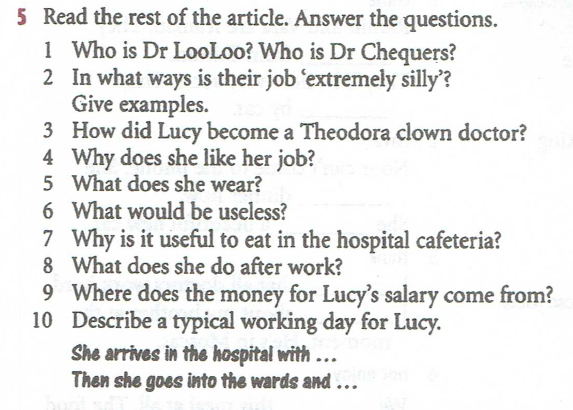 5 Read the rest of the article. Answer the questions.
1 Who is Dr LooLoo? Who is Dr Chequers?
2 In what ways is their job ‘extremely silly’?
Give examples.
3 How did Lucy become a Theodora clown doctor?
4 Why does she like her job?
5 What does she wear?
6 What would be useless?
7 Why is it useful to eat in the hospital cafeteria?
8 What does she do after work?
9 Where does the money for Lucy’s salary come from?
10 Describe a typical working day for Lucy.
She arrives in the hospital with ...
Then she goes into the wards and ...